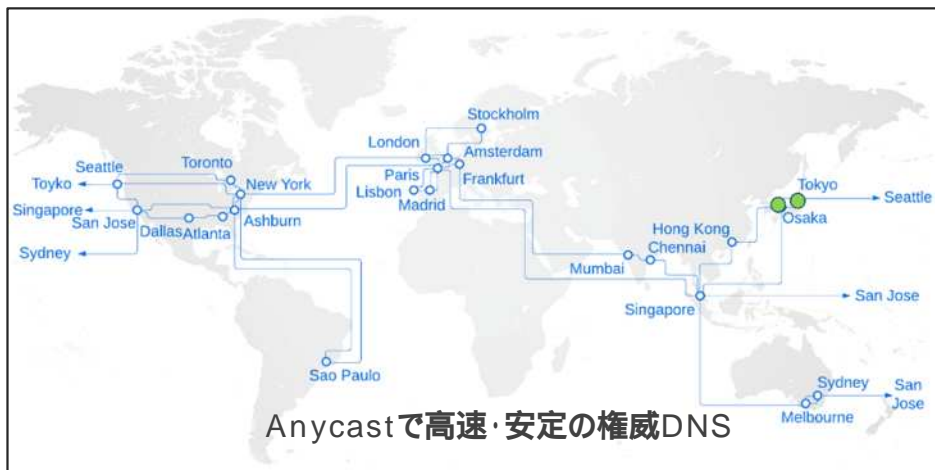 Stockholm
London
Amsterdam
Seattle
Toronto
Paris
Frankfurt
Toyko
New York
Lisbon
Madrid
Tokyo
Seattle
Singapore
San Jose
Dallas
Atlanta
Ashburn
Osaka
Hong Kong
Chennai
Sydney
Mumbai
Singapore
San Jose
Sao Paulo
Sydney
San
Jose
Melbourne
Anycastで高速·安定の権威DNS